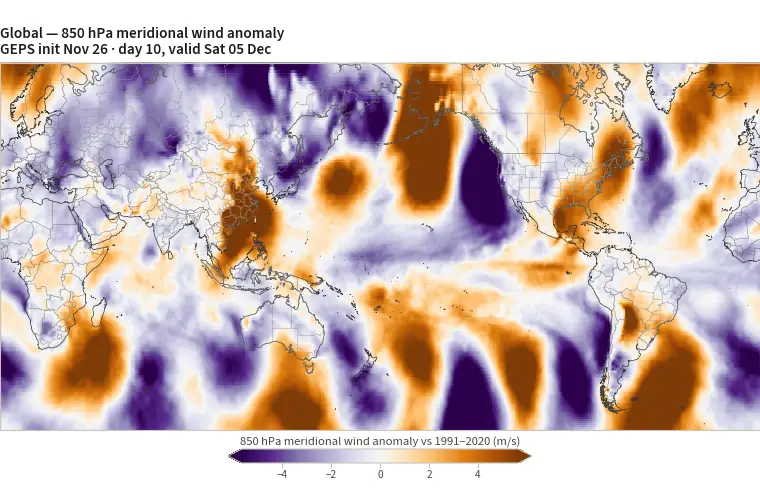 Global — 850 hPa meridional wind anomaly
GEPS init Nov 26 · day 10, valid Sat 05 Dec
850 hPa meridional wind anomaly vs 1991–2020 (m/s)
−4 −2 0 2 4